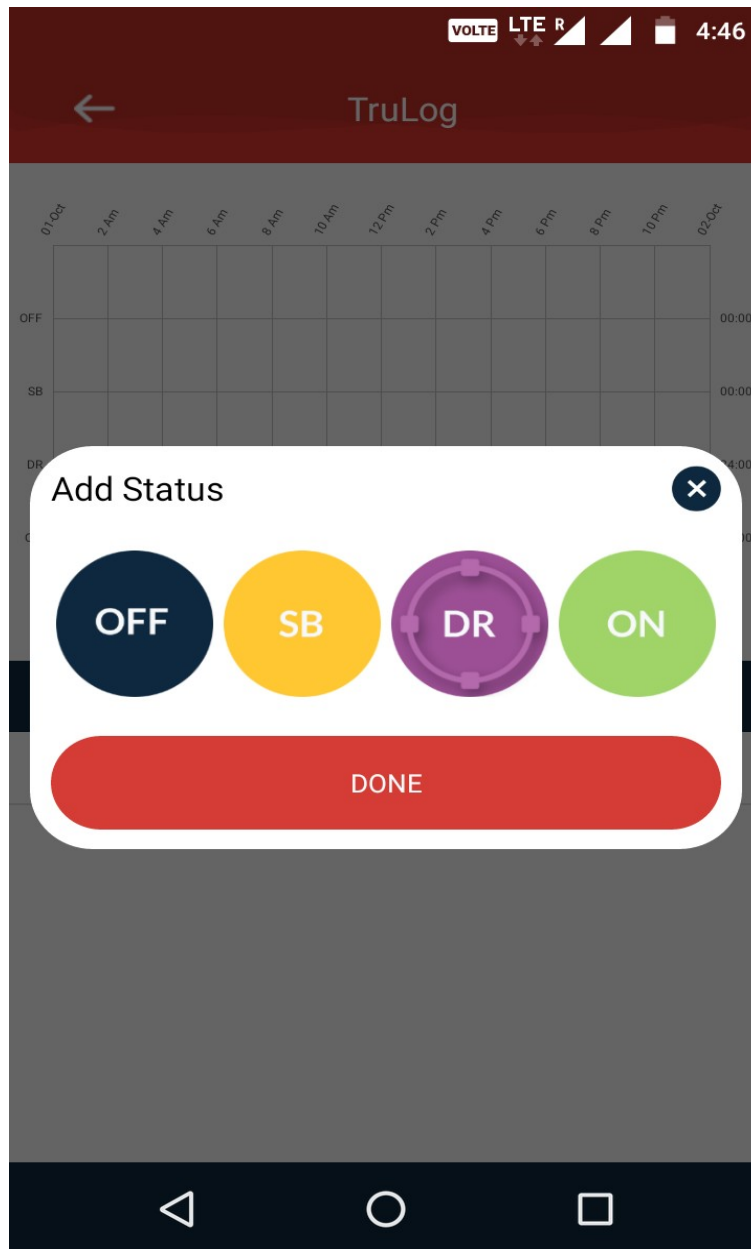 VOLTE LTE R 4:46
TruLog
01-Oct 2 Am 4 Am 6 Am 8 Am 10 Am 12 Pm 2 Pm 4 Pm 6 Pm 8 Pm 10 Pm 02-Oct
OFF 00:00
SB 00:00
DR
Add Status
OFF SB DR ON
DONE